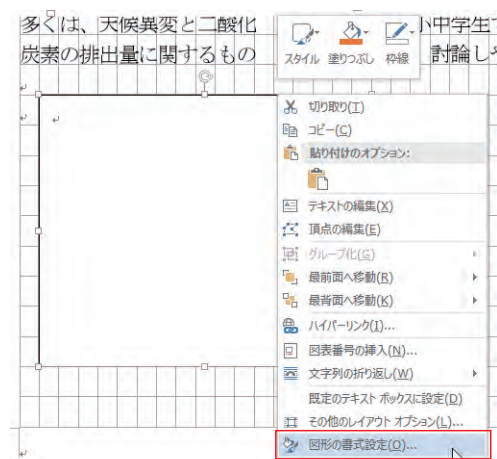 多くは、天候異変と二酸化
小中学生
炭素の排出量に関するもの
討論し
スタイル 塗りつぶし 枠線
切り取り(T)
コピー(C)
貼り付けのオプション:
テキストの編集(X)
頂点の編集(E)
グループ化(G)
最前面へ移動(R)
最背面へ移動(K)
ハイパーリンク(I)...
図表番号の挿入(N)...
文字列の折り返し(W)
既定のテキスト ボックスに設定(D)
その他のレイアウト オプション(L)...
図形の書式設定(O)...